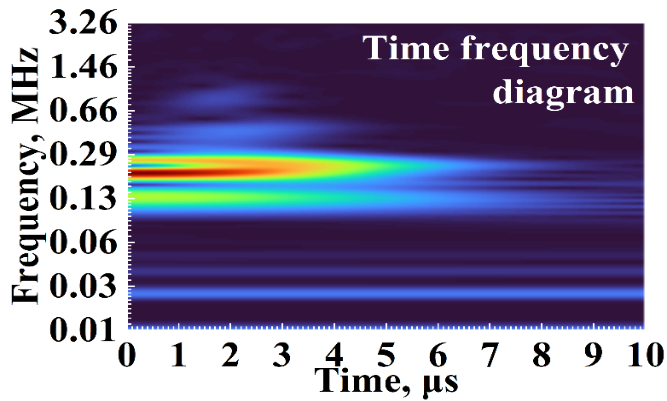 3.26
1.46
0.66
0.29
0.13
0.06
0.03
0.01
Frequency, MHz
Time frequency
diagram
0 1 2 3 4 5 6 7 8 9 10
Time, μs